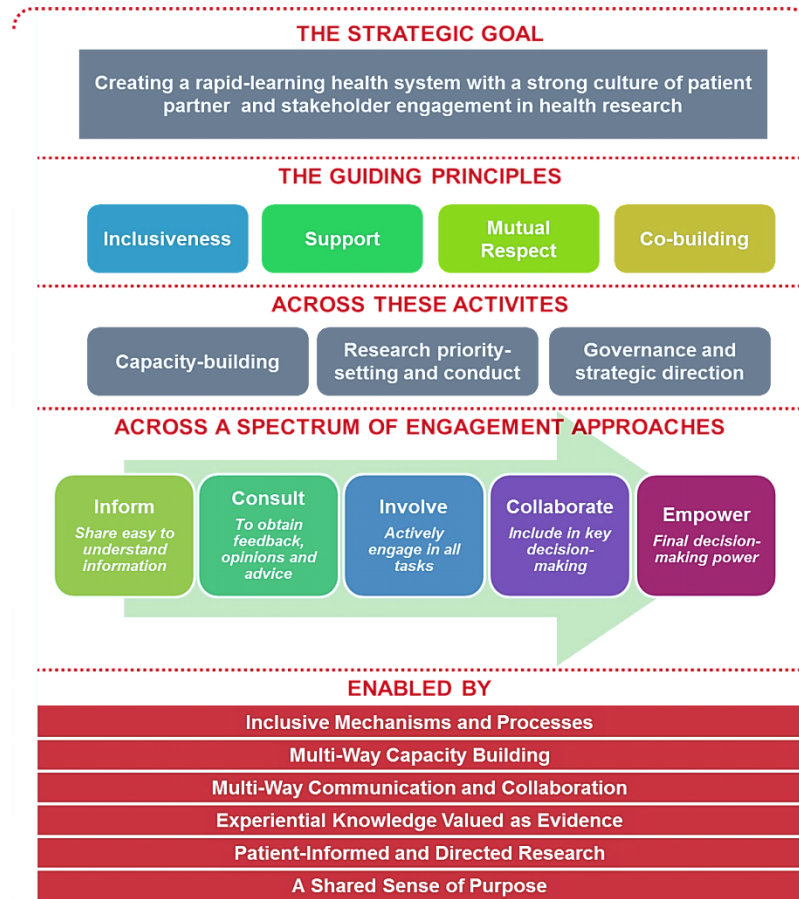 THE STRATEGIC GOAL
Creating a rapid-learning health system with a strong culture of patient
partner and stakeholder engagement in health research
THE GUIDING PRINCIPLES
Inclusiveness
Support
Mutual
Respect
Co-building
ACROSS THESE ACTIVITES
Capacity-building
Research priority-
setting and conduct
Governance and
strategic direction
ACROSS A SPECTRUM OF ENGAGEMENT APPROACHES
Inform
Share easy to
understand
information
Consult
To obtain
feedback,
opinions and
advice
Involve
Actively
engage in all
tasks
Collaborate
Include in key
decision-
making
Empower
Final decision-
making power
ENABLED BY
Inclusive Mechanisms and Processes
Multi-Way Capacity Building
Multi-Way Communication and Collaboration
Experiential Knowledge Valued as Evidence
Patient-Informed and Directed Research
A Shared Sense of Purpose